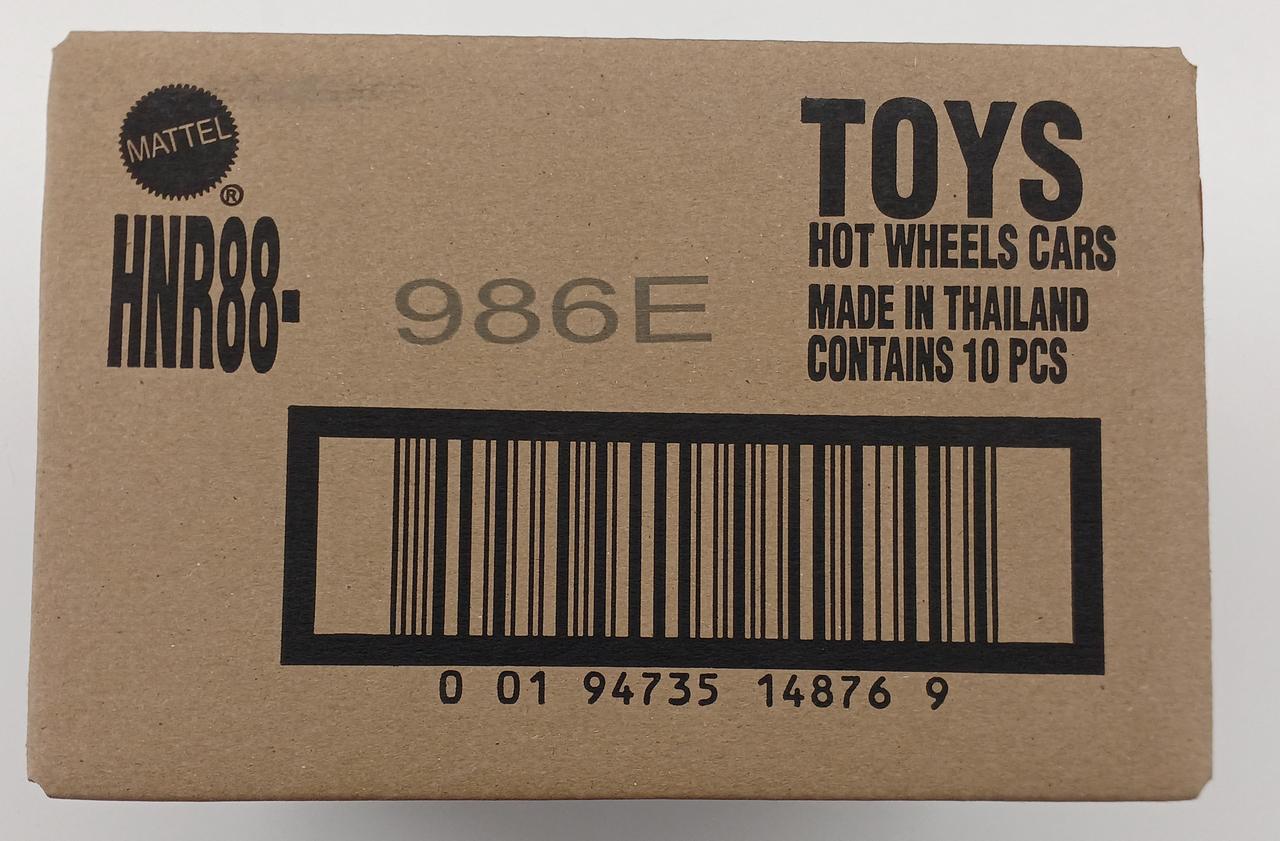 MATTEL
®
HNR88-
986E
TOYS
HOT WHEELS CARS
MADE IN THAILAND
CONTAINS 10 PCS
0 01 94735 14876 9